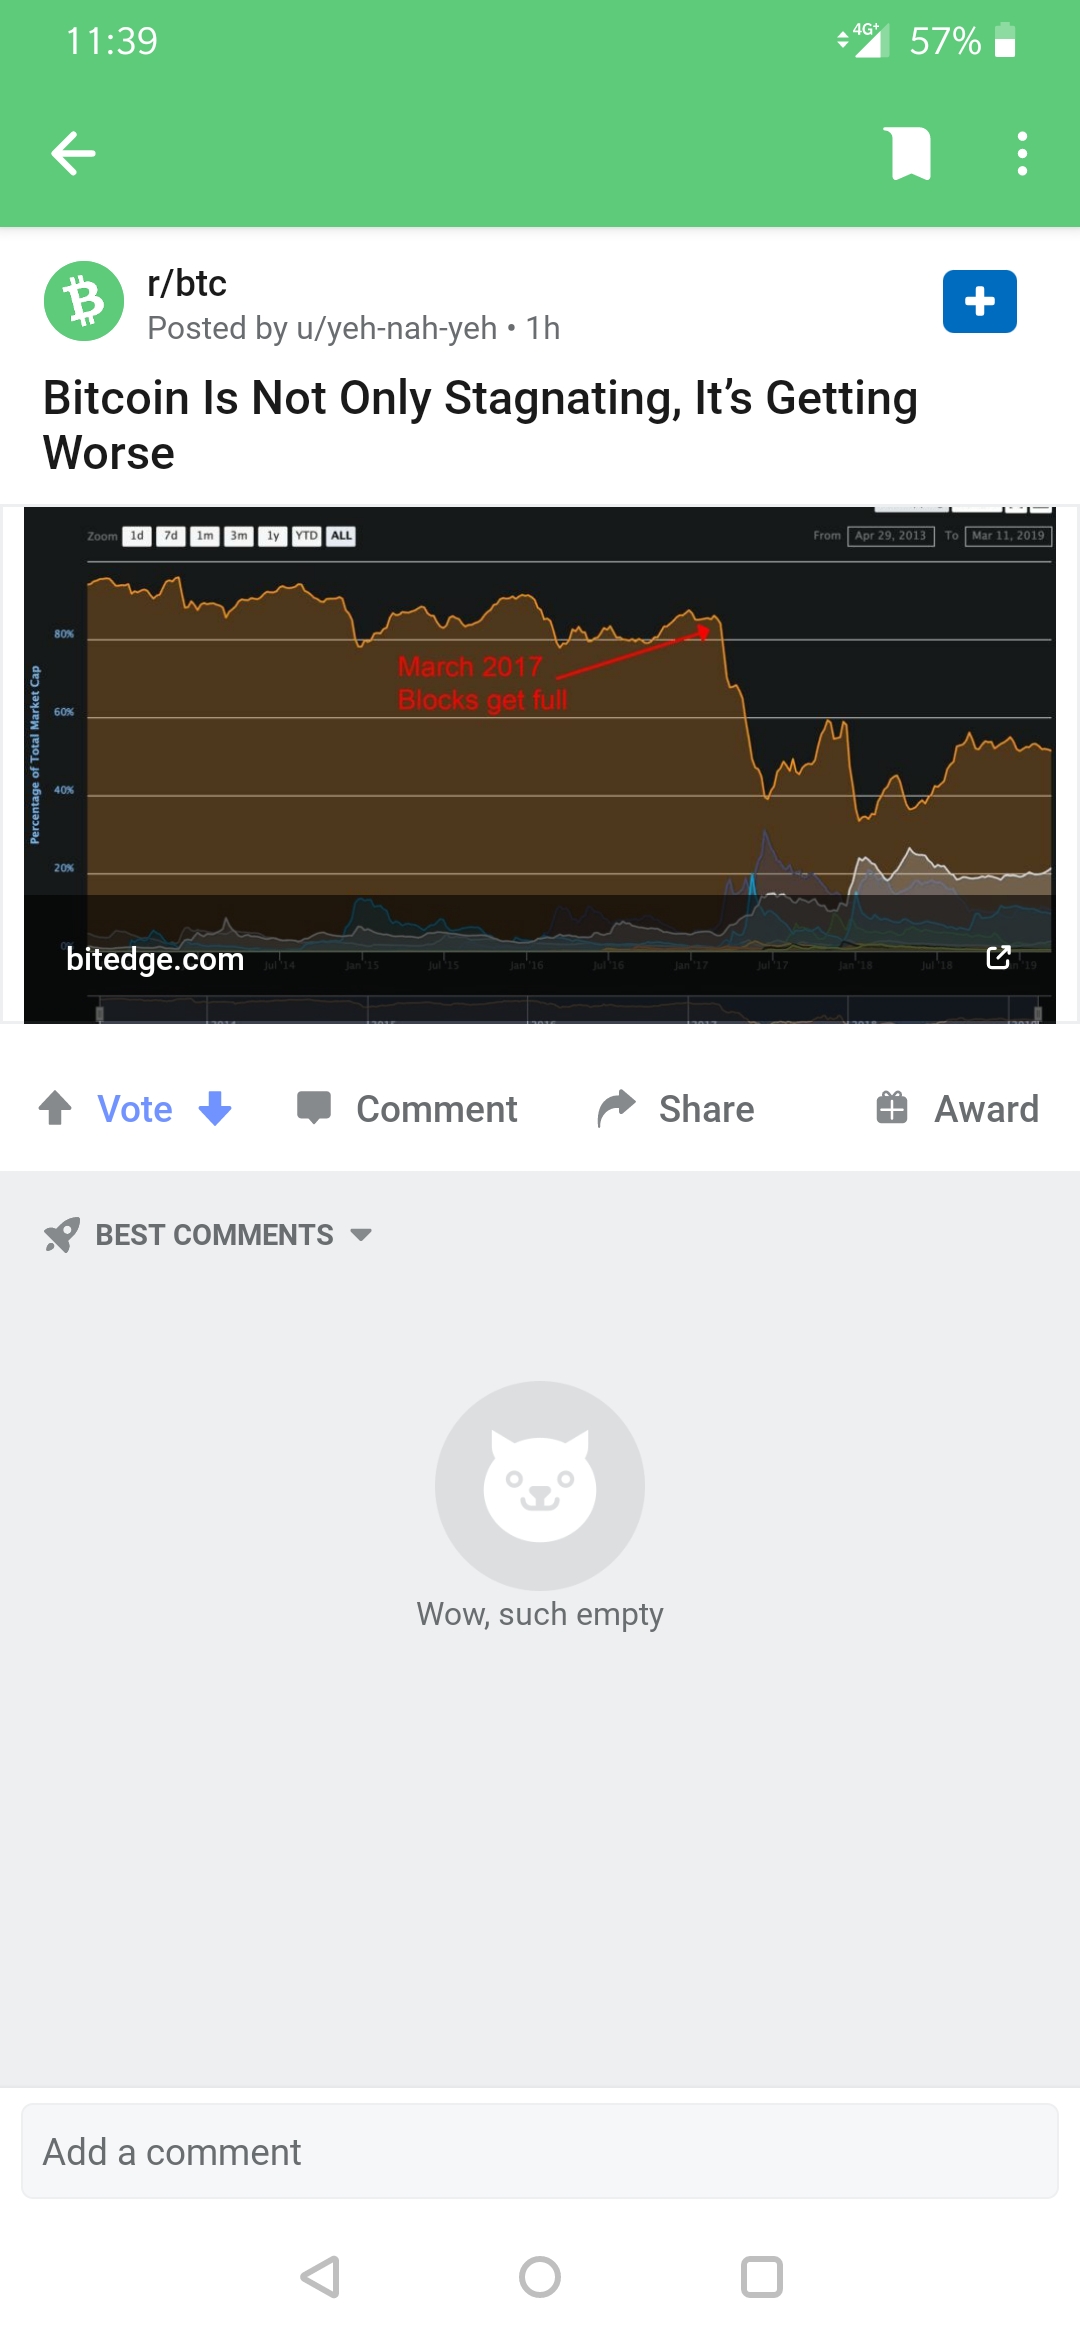 11:39
4G+ 57%
r/btc
Posted by u/yeh-nah-yeh • 1h
Bitcoin Is Not Only Stagnating, It’s Getting
Worse
Zoom 1d 7d 1m 3m 1y YTD ALL
From Apr 29, 2013 To Mar 11, 2019
Percentage of Total Market Cap
80%
60%
40%
20%
0%
March 2017
Blocks get full
bitedge.com
Jul '14 Jan '15 Jul '15 Jan '16 Jul '16 Jan '17 Jul '17 Jan '18 Jul '18
Vote
Comment
Share
Award
BEST COMMENTS
Wow, such empty
Add a comment